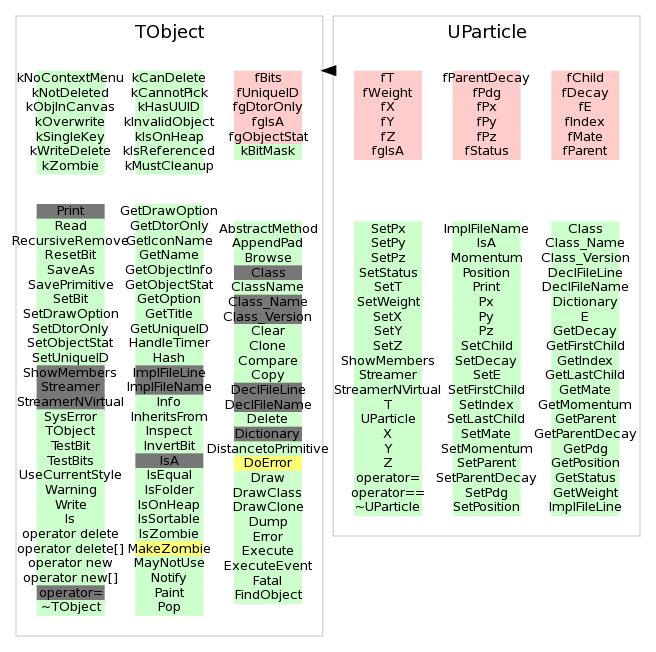 TObject
kNoContextMenu kCanDelete fBits
kNotDeleted kCannotPick fUniqueID
kObjInCanvas kHasUUID fgDtorOnly
kOverwrite kInvalidObject fgIsA
kSingleKey kIsOnHeap fgObjectStat
kWriteDelete kIsReferenced kBitMask
kZombie kMustCleanup
Print GetDrawOption
Read GetDtorOnly AbstractMethod
RecursiveRemove GetIconName AppendPad
ResetBit GetName Browse
SaveAs GetObjectInfo Class
SavePrimitive GetObjectStat ClassName
SetBit GetOption Class_Name
SetDrawOption GetTitle Class_Version
SetDtorOnly GetUniqueID Clear
SetObjectStat HandleTimer Clone
SetUniqueID Hash Compare
ShowMembers ImplFileLine Copy
Streamer ImplFileName DeclFileLine
StreamerNVirtual Info DeclFileName
SysError InheritsFrom Delete
TObject Inspect Dictionary
TestBit InvertBit DistancetoPrimitive
TestBits IsA DoError
UseCurrentStyle IsEqual Draw
Warning IsFolder DrawClass
Write IsOnHeap DrawClone
ls IsSortable Dump
operator delete IsZombie Error
operator delete[] MakeZombie Execute
operator new MayNotUse ExecuteEvent
operator new[] Notify Fatal
operator= Paint FindObject
~TObject Pop
UParticle
fT fParentDecay fChild
fWeight fPdg fDecay
fX fPx fE
fY fPy fIndex
fZ fPz fMate
fgIsA fStatus fParent
SetPx ImplFileName Class
SetPy IsA Class_Name
SetPz Momentum Class_Version
SetStatus Position DeclFileLine
SetT Print DeclFileName
SetWeight Px Dictionary
SetX Py E
SetY Pz GetDecay
SetZ SetChild GetFirstChild
ShowMembers SetDecay GetIndex
Streamer SetE GetLastChild
StreamerNVirtual SetFirstChild GetMate
T SetIndex GetMomentum
UParticle SetLastChild GetParent
X SetMate GetParentDecay
Y SetMomentum GetPdg
Z SetParent GetPosition
operator= SetParentDecay GetStatus
operator== SetPdg GetWeight
~UParticle SetPosition ImplFileLine